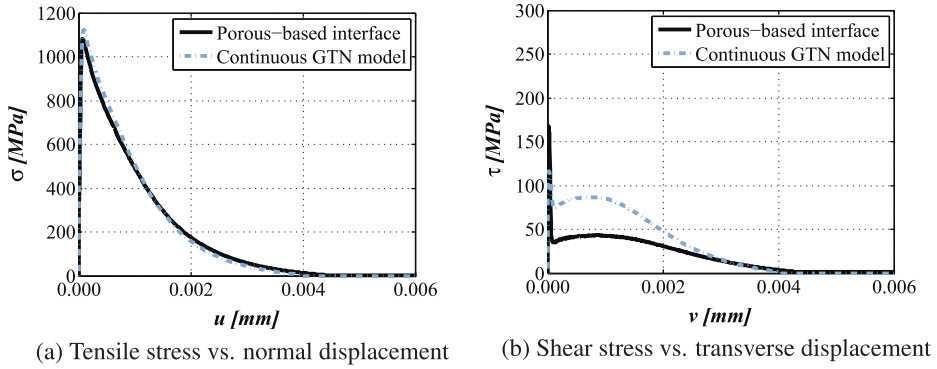 1200
1000
800
600
400
200
0
σ [MPa]
Porous−based interface
Continuous GTN model
0.000
0.002
0.004
0.006
u [mm]
(a) Tensile stress vs. normal displacement
300
250
200
150
100
50
0
τ [MPa]
Porous−based interface
Continuous GTN model
0.000
0.002
0.004
0.006
v [mm]
(b) Shear stress vs. transverse displacement